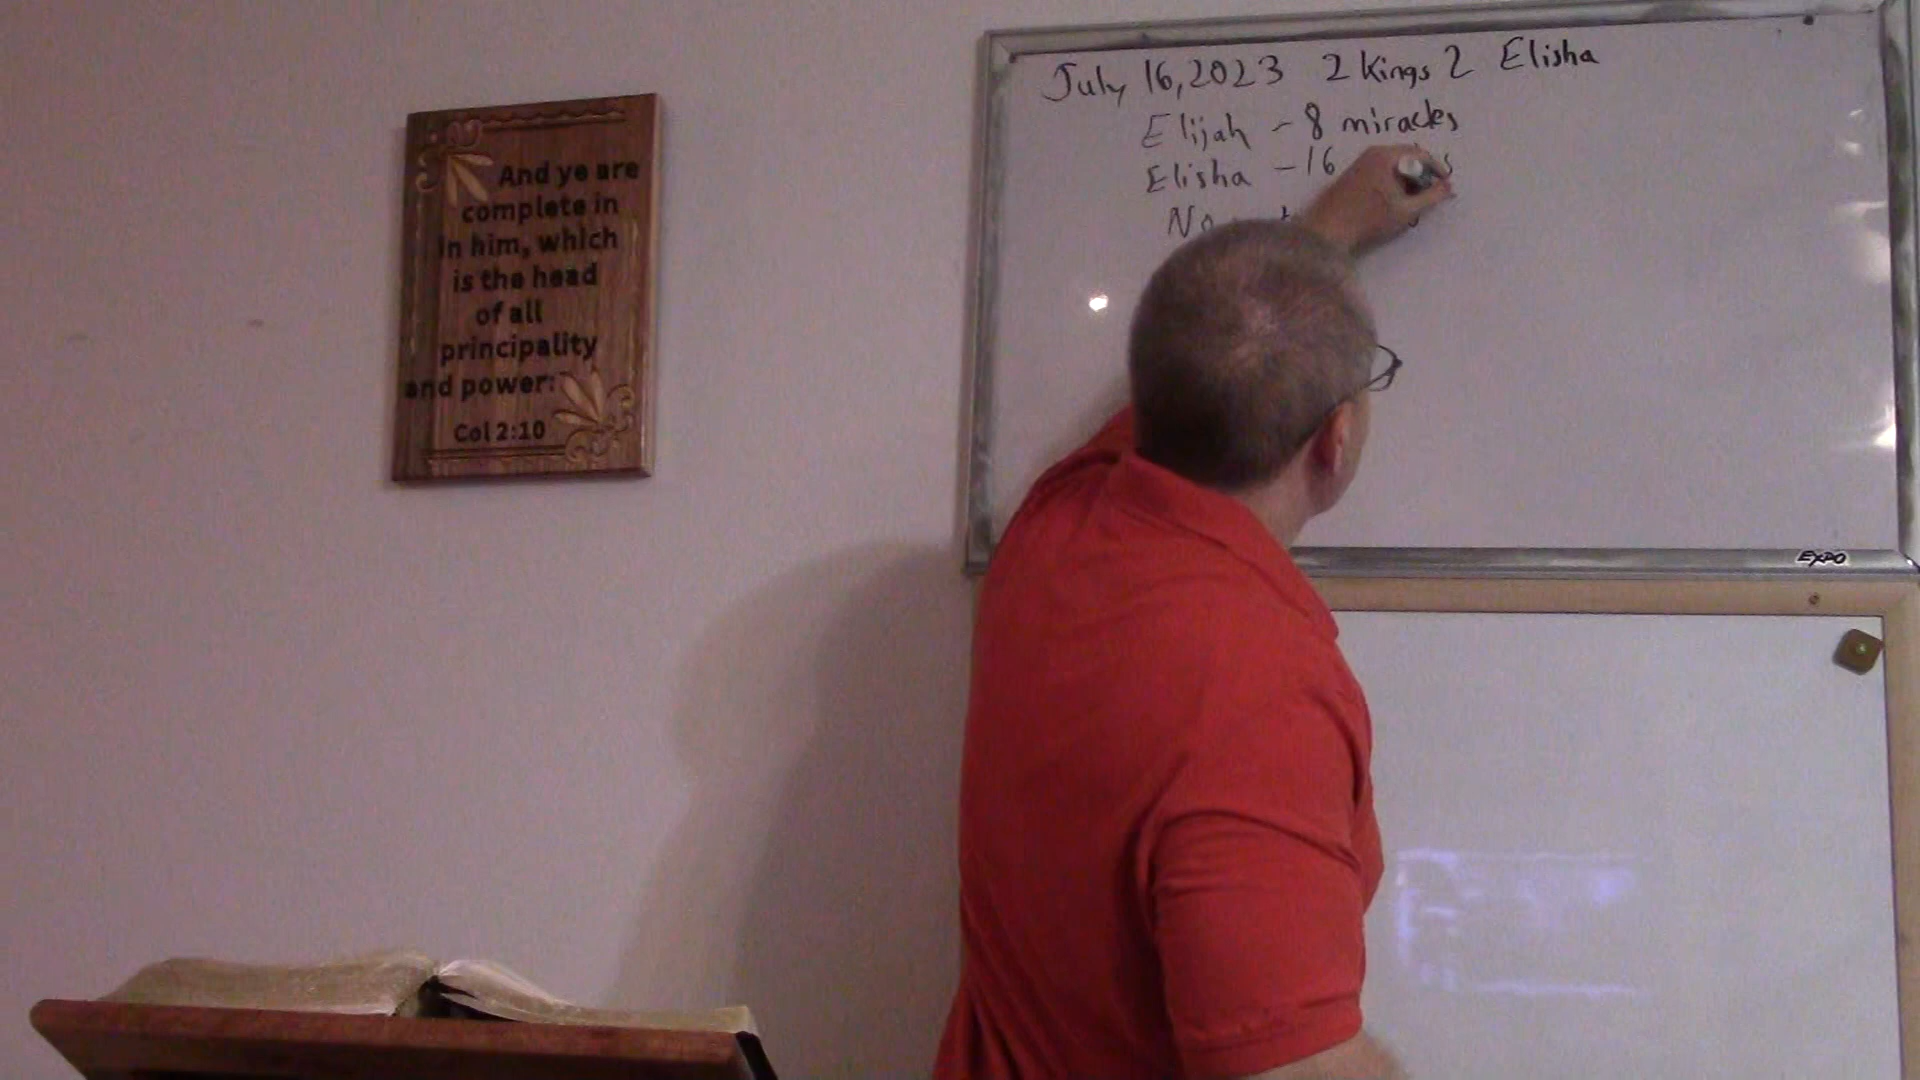 And ye are
complete in
in him, which
is the head
of all
principality
and power:
Col 2:10
July 16, 2023 2 Kings 2 Elisha
Elijah - 8 miracles
Elisha - 16
EXPO